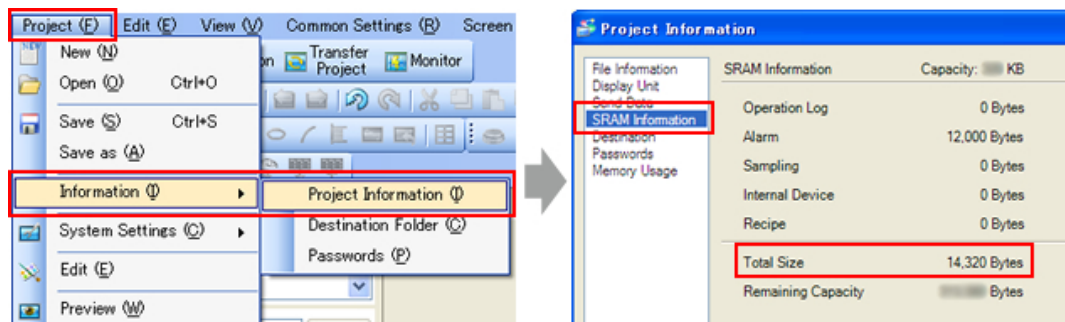 Project (F) Edit (E) View (V) Common Settings (R) Screen
NEW
New (N)
Open (O) Ctrl+O
Save (S) Ctrl+S
Save as (A)
Information (I)
System Settings (C)
Edit (E)
Preview (W)
Transfer Project
Monitor
Project Information (I)
Destination Folder (C)
Passwords (P)
Project Information
File Information
Display Unit
Send Data
SRAM Information
Destination
Passwords
Memory Usage
SRAM Information Capacity: KB
Operation Log 0 Bytes
Alarm 12,000 Bytes
Sampling 0 Bytes
Internal Device 0 Bytes
Recipe 0 Bytes
Total Size 14,320 Bytes
Remaining Capacity Bytes